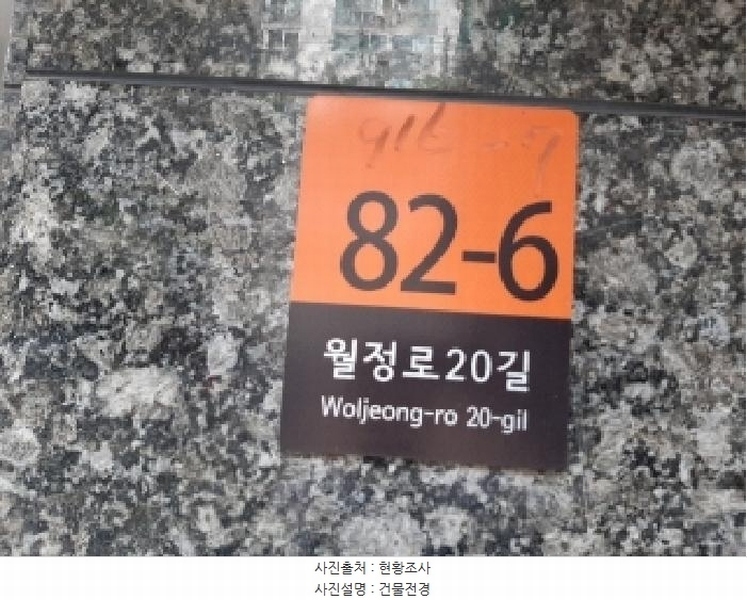 82-6
월정로20길
Woljeong-ro 20-gil
사진출처 : 현황조사
사진설명 : 건물전경